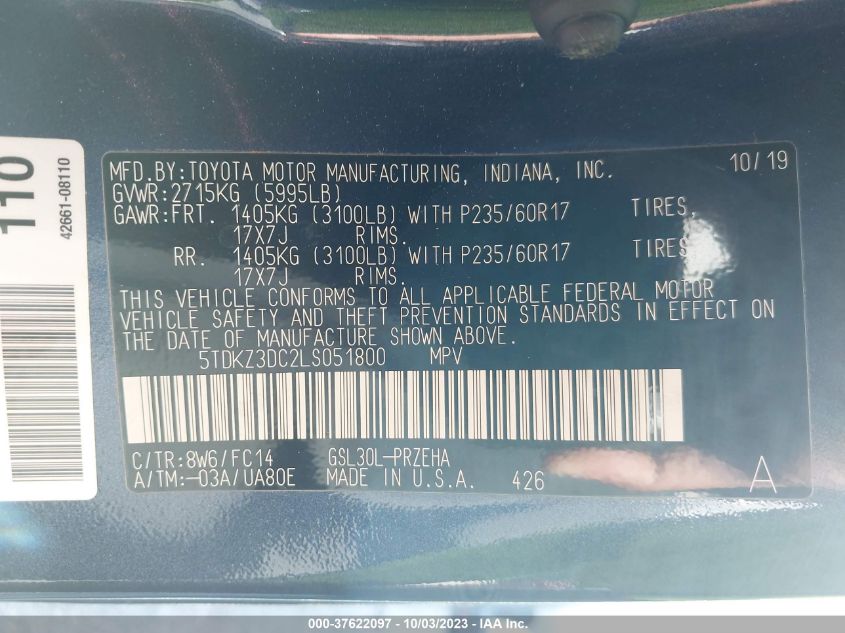 MFD.BY:TOYOTA MOTOR MANUFACTURING, INDIANA, INC. 10/19
GVWR:2715KG (5995LB)
GAWR:FRT. 1405KG (3100LB) WITH P235/60R17 TIRES,
17X7J RIMS.
RR. 1405KG (3100LB) WITH P235/60R17 TIRES,
17X7J RIMS.
THIS VEHICLE CONFORMS TO ALL APPLICABLE FEDERAL MOTOR
VEHICLE SAFETY AND THEFT PREVENTION STANDARDS IN EFFECT ON
THE DATE OF MANUFACTURE SHOWN ABOVE.
5TDKZ3DC2LS051800 MPV
C/TR:8W6/FC14 GSL30L-PRZEHA
A/TM:-03A/UA80E MADE IN U.S.A. 426 A
110
42661-08110
000-37622097 - 10/03/2023 - IAA Inc.